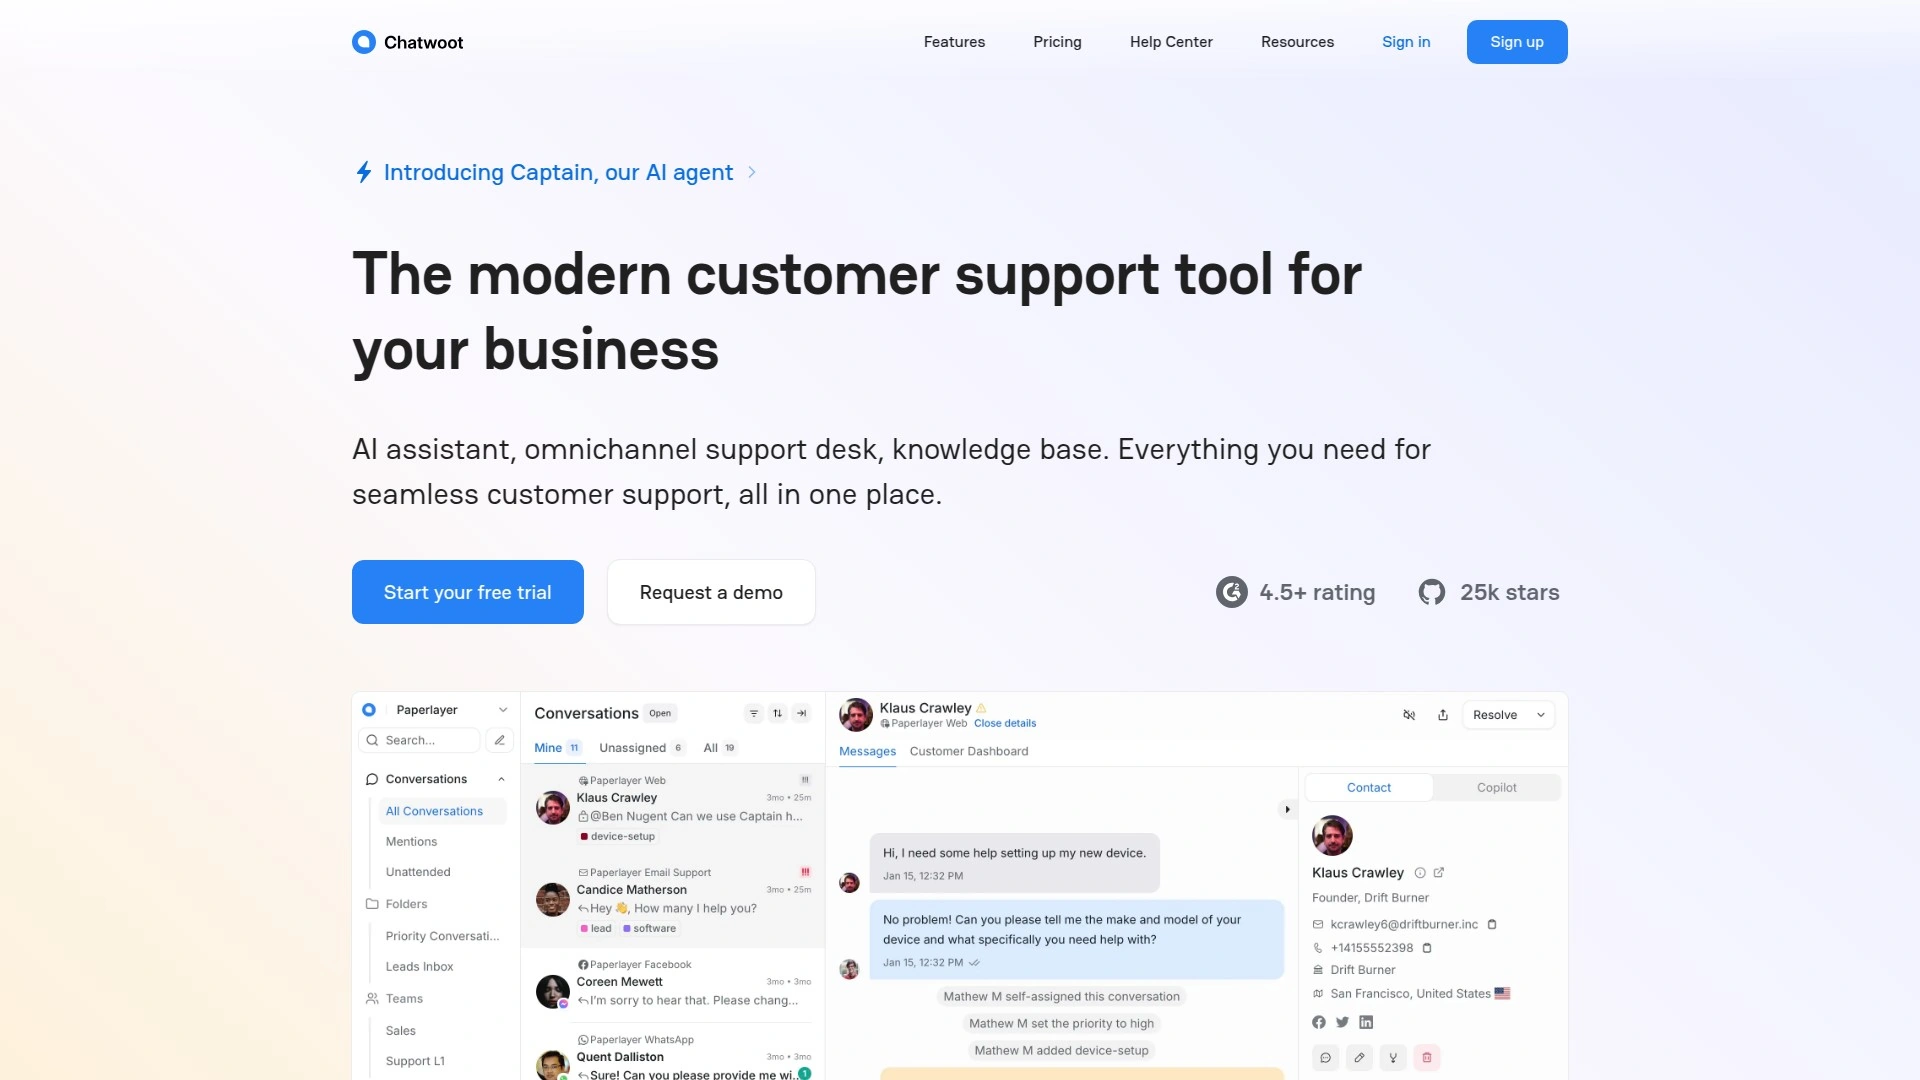 Chatwoot
Features
Pricing
Help Center
Resources
Sign in
Sign up
Introducing Captain, our AI agent
The modern customer support tool for
your business
AI assistant, omnichannel support desk, knowledge base. Everything you need for
seamless customer support, all in one place.
Start your free trial
Request a demo
4.5+ rating
25k stars
Paperlayer
Search...
Conversations
All Conversations
Mentions
Unattended
Folders
Priority Conversati...
Leads Inbox
Teams
Sales
Support L1
Conversations Open
Mine 11
Unassigned 6
All 19
Paperlayer Web
Klaus Crawley
3mo • 25m
@Ben Nugent Can we use Captain h...
device-setup
Paperlayer Email Support
Candice Matherson
3mo • 25m
Hey 👋, How many I help you?
lead
software
Paperlayer Facebook
Coreen Mewett
3mo • 3mo
I'm sorry to hear that. Please chang...
Paperlayer WhatsApp
Quent Dalliston
3mo • 3mo
Sure! Can you please provide me wi...
1
Klaus Crawley
Paperlayer Web Close details
Resolve
Messages
Customer Dashboard
Hi, I need some help setting up my new device.
Jan 15, 12:32 PM
No problem! Can you please tell me the make and model of your
device and what specifically you need help with?
Jan 15, 12:32 PM
Mathew M self-assigned this conversation
Mathew M set the priority to high
Mathew M added device-setup
Contact
Copilot
Klaus Crawley
Founder, Drift Burner
kcrawley6@driftburner.inc
+14155552398
Drift Burner
San Francisco, United States 🇺🇸